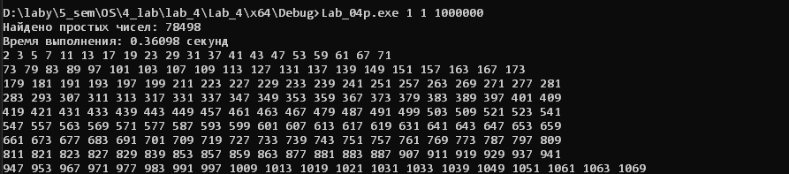 D:\laby\5_sem\OS\4_lab\lab_4\Lab_4\x64\Debug>Lab_04p.exe 1 1 1000000
Найдено простых чисел: 78498
Время выполнения: 0.36098 секунд
2 3 5 7 11 13 17 19 23 29 31 37 41 43 47 53 59 61 67 71
73 79 83 89 97 101 103 107 109 113 127 131 137 139 149 151 157 163 167 173
179 181 191 193 197 199 211 223 227 229 233 239 241 251 257 263 269 271 277 281
283 293 307 311 313 317 331 337 347 349 353 359 367 373 379 383 389 397 401 409
419 421 431 433 439 443 449 457 461 463 467 479 487 491 499 503 509 521 523 541
547 557 563 569 571 577 587 593 599 601 607 613 617 619 631 641 643 647 653 659
661 673 677 683 691 701 709 719 727 733 739 743 751 757 761 769 773 787 797 809
811 821 823 827 829 839 853 857 859 863 877 881 883 887 907 911 919 929 937 941
947 953 967 971 977 983 991 997 1009 1013 1019 1021 1031 1033 1039 1049 1051 1061 1063 1069